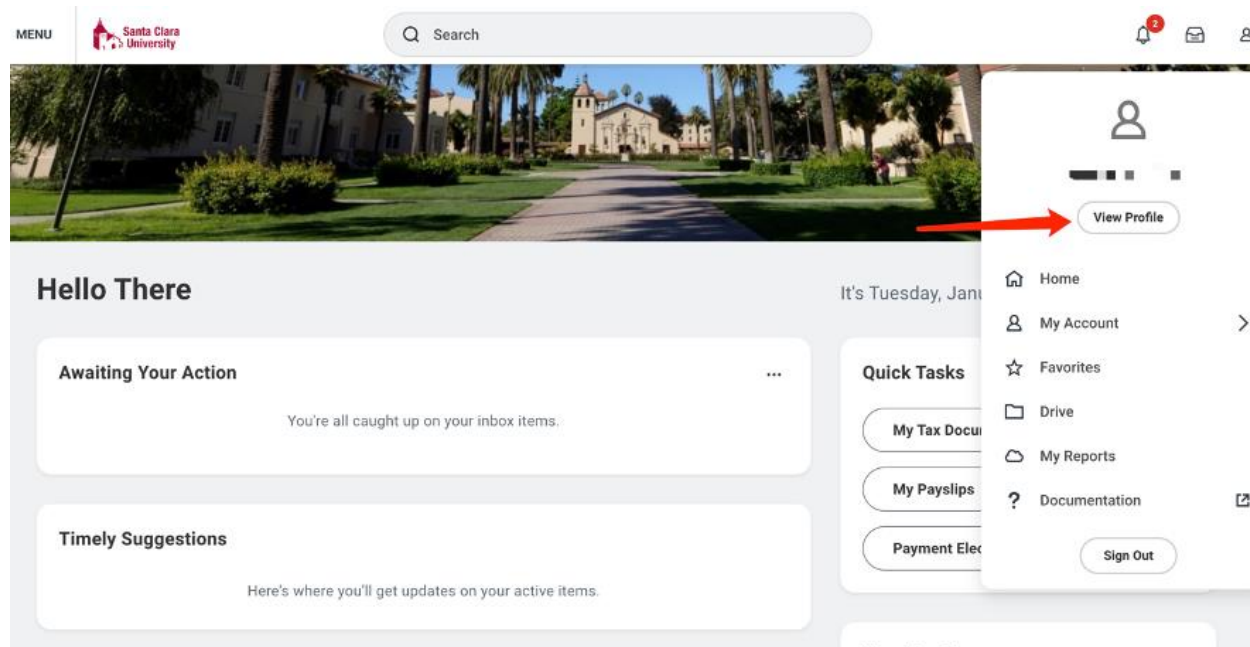 MENU
Santa Clara
University
Search
2
View Profile
Hello There
It's Tuesday, Janu
Home
My Account
Favorites
Drive
My Reports
Documentation
Sign Out
Awaiting Your Action
You're all caught up on your inbox items.
Timely Suggestions
Here's where you'll get updates on your active items.
Quick Tasks
My Tax Docu
My Payslips
Payment Elec